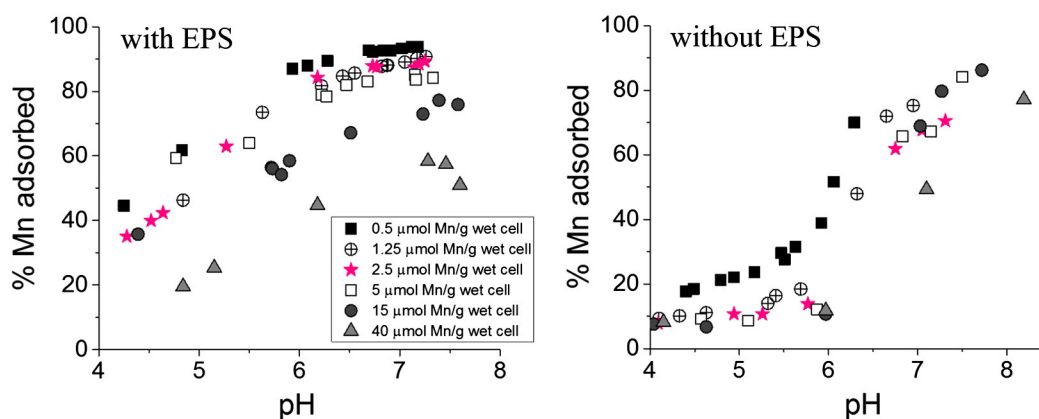 with EPS
% Mn adsorbed
100
80
60
40
20
0
4
5
6
7
8
pH
0.5 μmol Mn/g wet cell
1.25 μmol Mn/g wet cell
2.5 μmol Mn/g wet cell
5 μmol Mn/g wet cell
15 μmol Mn/g wet cell
40 μmol Mn/g wet cell
without EPS
% Mn adsorbed
100
80
60
40
20
0
4
5
6
7
8
pH